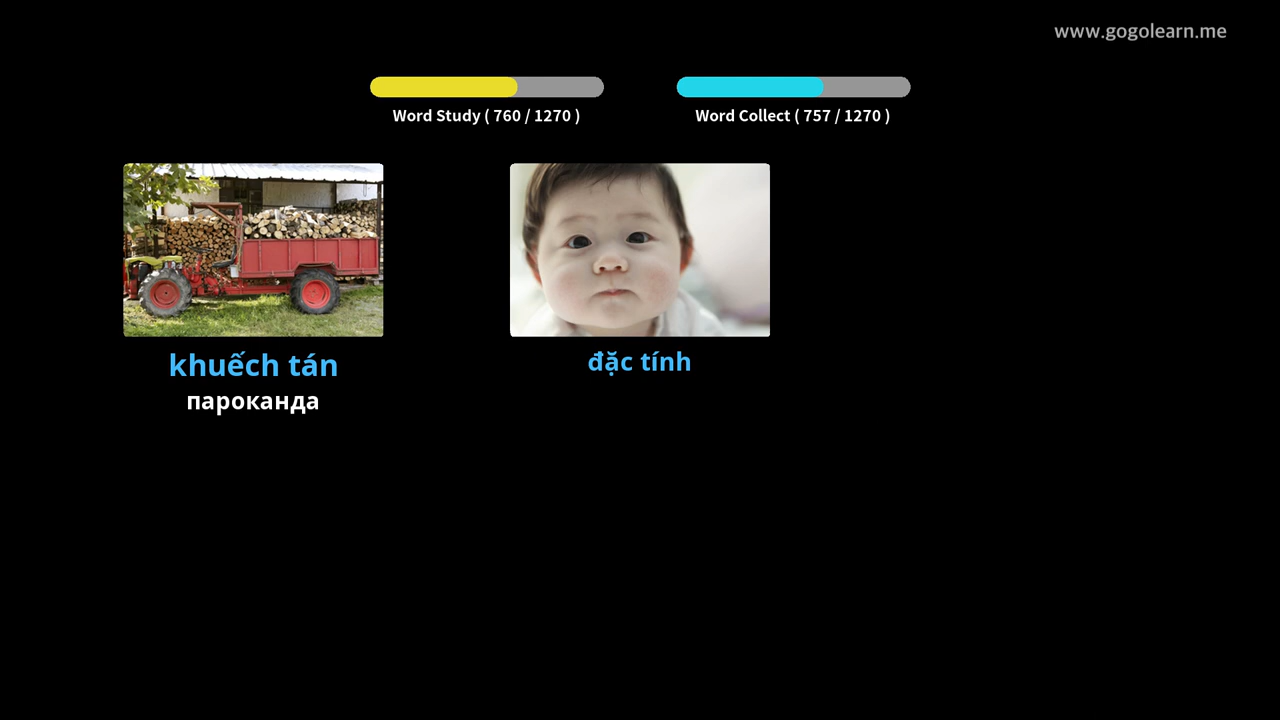 www.gogolearn.me
Word Study ( 760 / 1270 )
Word Collect ( 757 / 1270 )
khuếch tán
пароканда
đặc tính